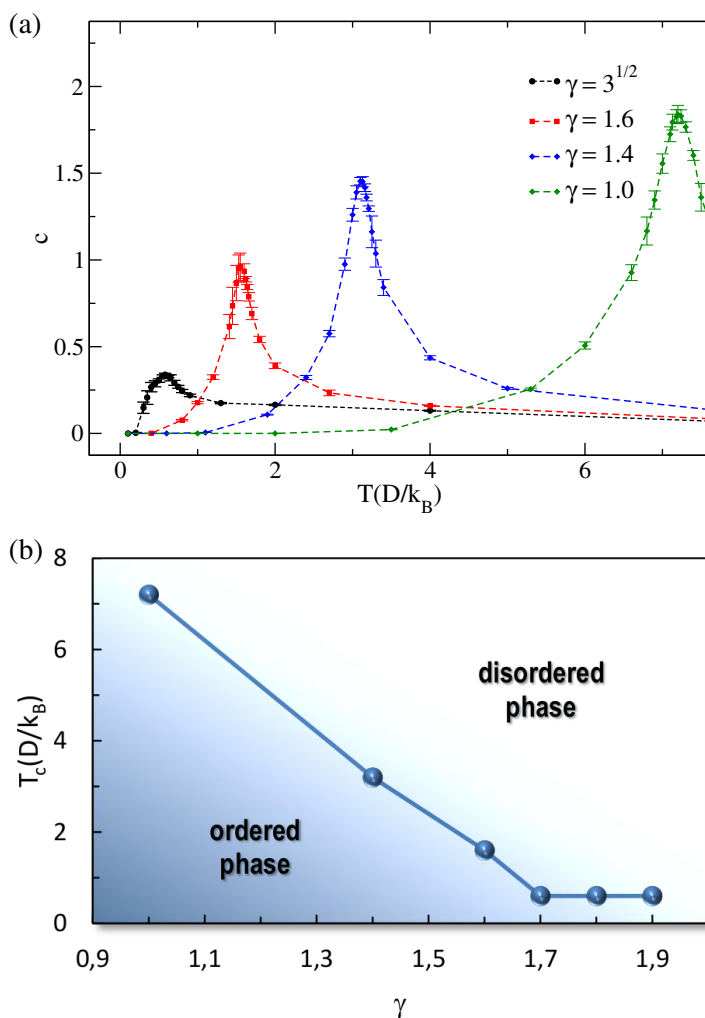 (a)
2
1.5
1
0.5
0
c
γ = 3^1/2
γ = 1.6
γ = 1.4
γ = 1.0
0 2 4 6
T(D/k_B)
(b)
8
6
4
2
0
T_c(D/k_B)
disordered
phase
ordered
phase
0,9 1,1 1,3 1,5 1,7 1,9
γ